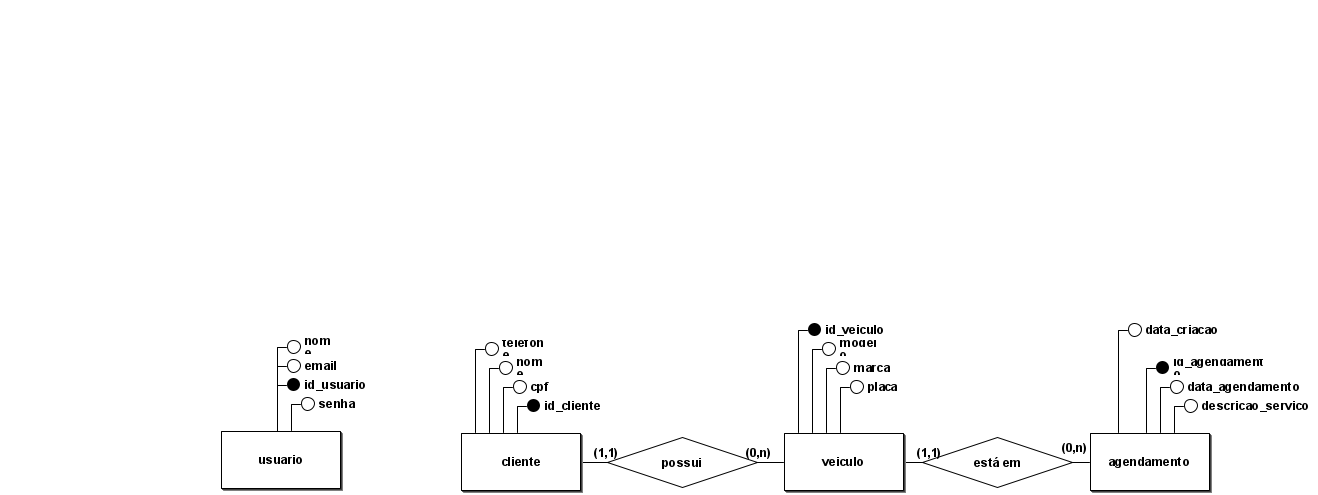 nom
e
email
id_usuario
senha
usuario
telefon
e
nom
e
cpf
id_cliente
cliente
(1,1)
possui
(0,n)
id_veiculo
model
o
marca
placa
veiculo
(1,1)
está em
(0,n)
data_criacao
id_agendament
o
data_agendamento
descricao_servico
agendamento